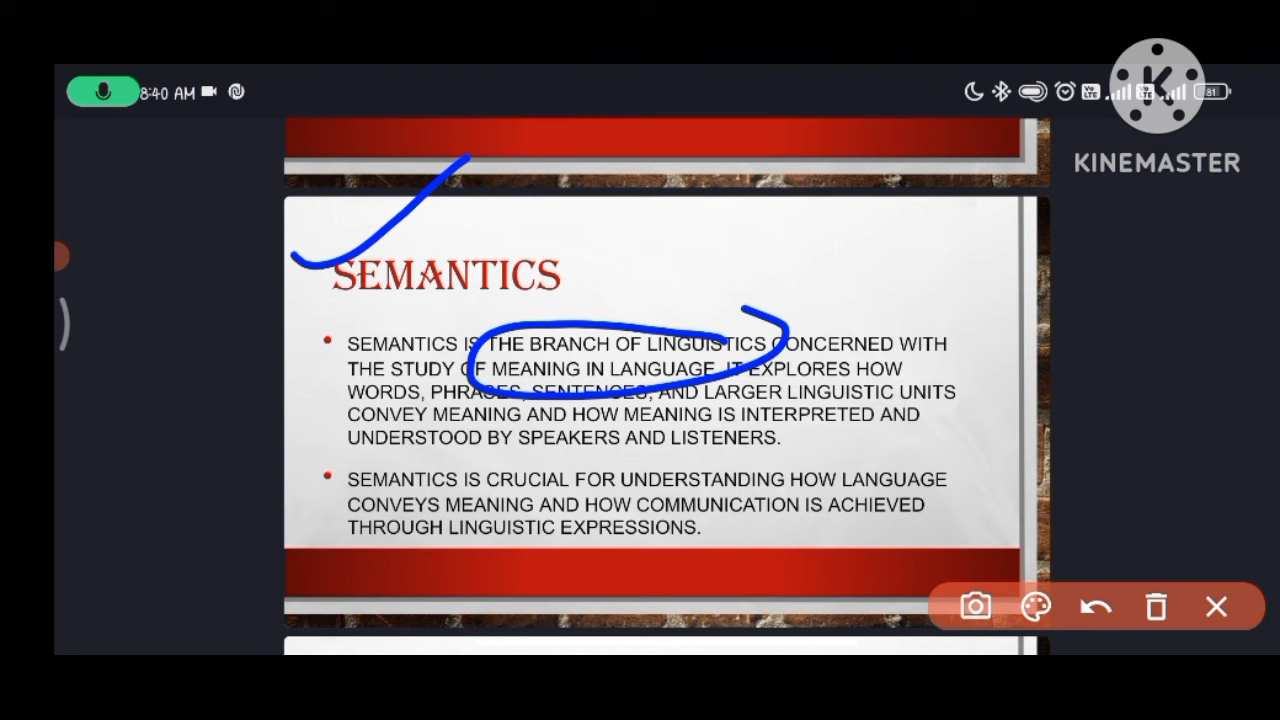 8:40 AM
81
KINEMASTER
SEMANTICS
• SEMANTICS IS THE BRANCH OF LINGUISTICS CONCERNED WITH
THE STUDY OF MEANING IN LANGUAGE. IT EXPLORES HOW
WORDS, PHRASES, SENTENCES, AND LARGER LINGUISTIC UNITS
CONVEY MEANING AND HOW MEANING IS INTERPRETED AND
UNDERSTOOD BY SPEAKERS AND LISTENERS.
• SEMANTICS IS CRUCIAL FOR UNDERSTANDING HOW LANGUAGE
CONVEYS MEANING AND HOW COMMUNICATION IS ACHIEVED
THROUGH LINGUISTIC EXPRESSIONS.